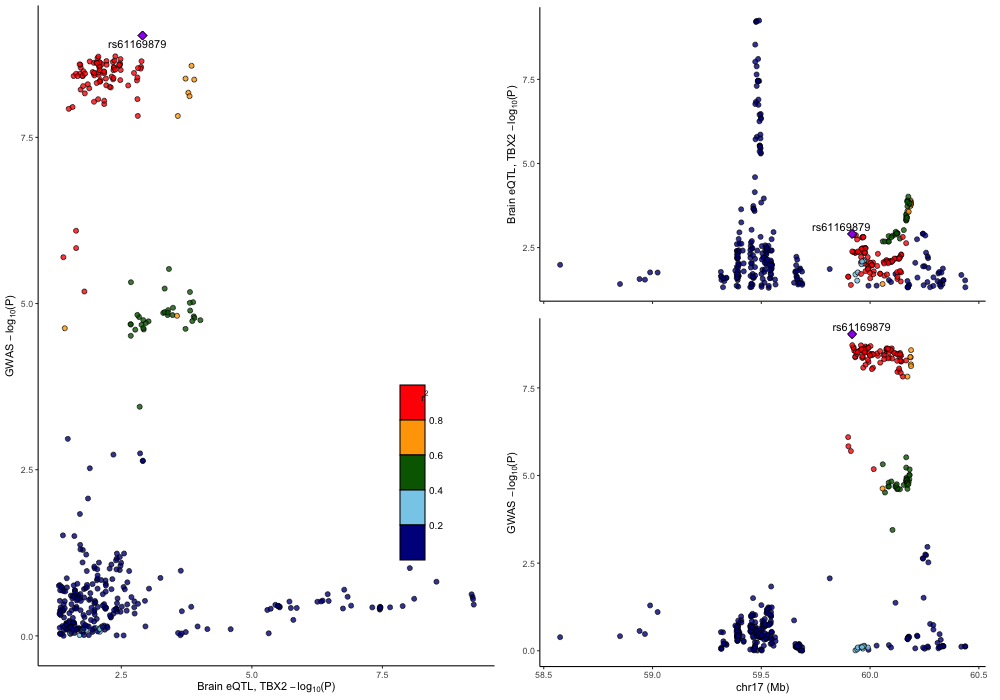 rs61169879
7.5
5.0
2.5
0.0
GWAS −log10(P)
2.5
5.0
7.5
Brain eQTL, TBX2 −log10(P)
r2
0.8
0.6
0.4
0.2
rs61169879
7.5
5.0
2.5
Brain eQTL, TBX2 −log10(P)
rs61169879
7.5
5.0
2.5
0.0
GWAS −log10(P)
58.5
59.0
59.5
60.0
60.5
chr17 (Mb)